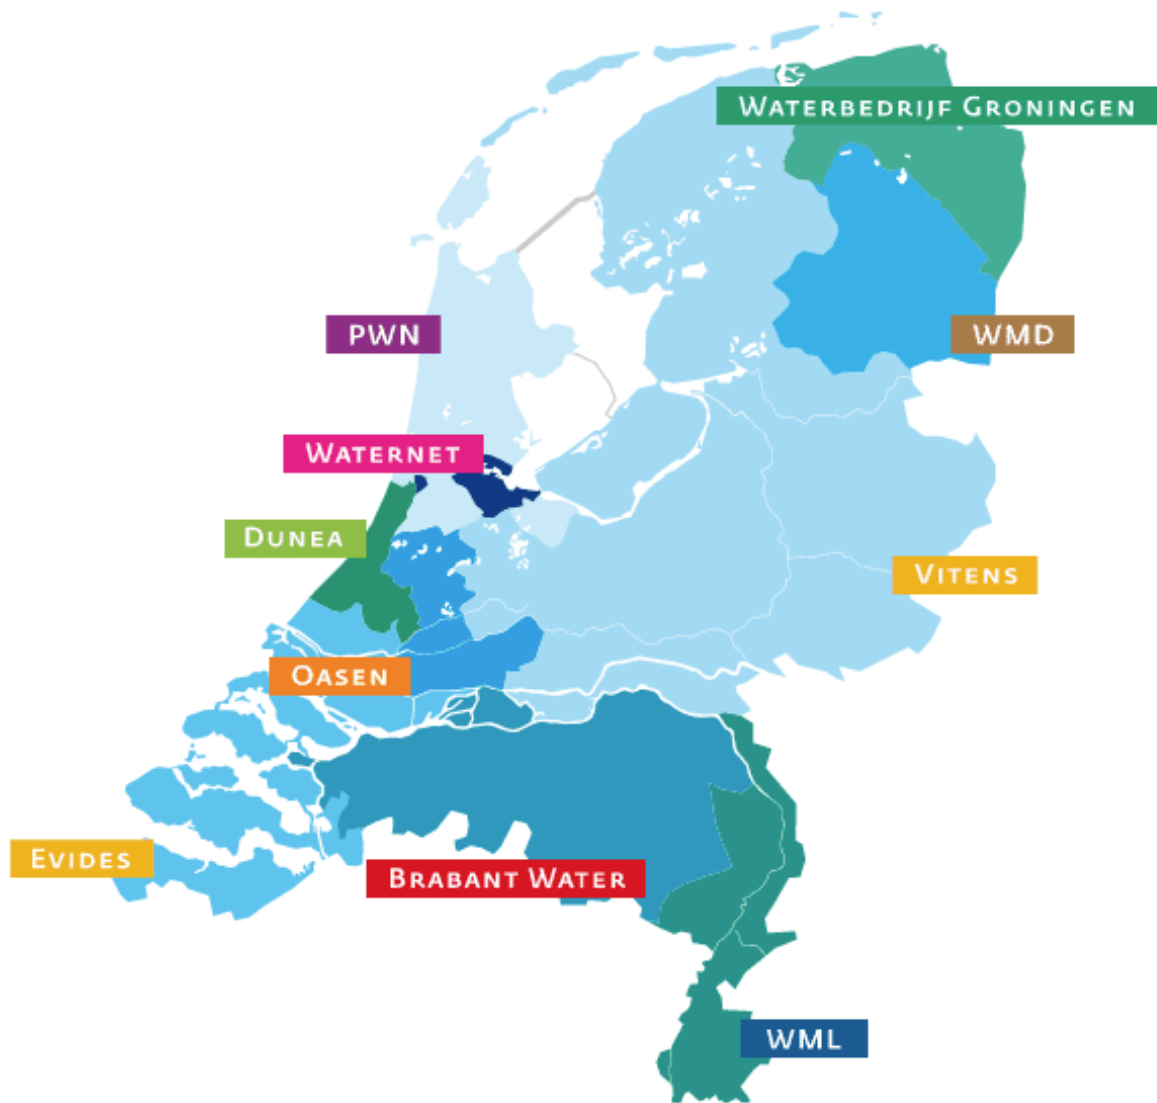 Waterbedrijf Groningen
PWN
WMD
Waternet
Dunea
Vitens
Oasen
Evides
Brabant Water
WML